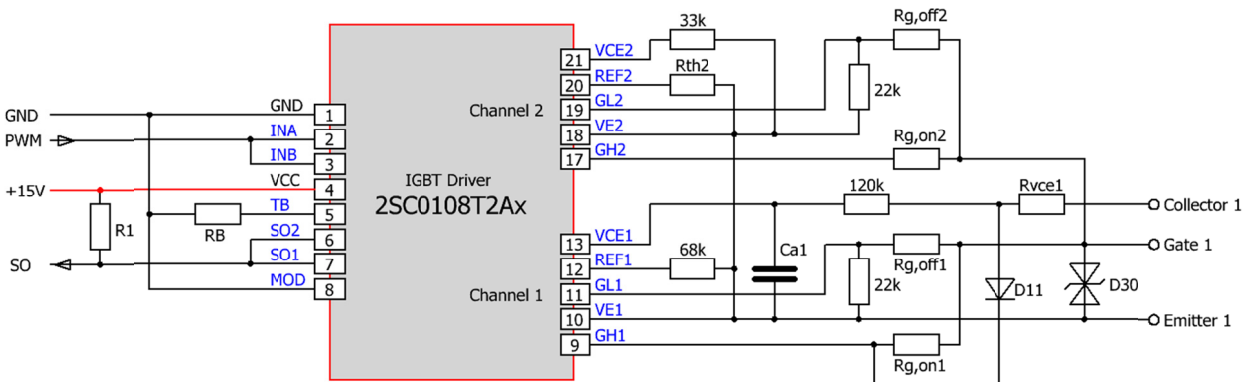 GND
PWM
+15V
SO
R1
RB
GND
INA
INB
VCC
TB
SO2
SO1
MOD
1
2
3
4
5
6
7
8
Channel 2
IGBT Driver
2SC0108T2Ax
Channel 1
21
20
19
18
17
13
12
11
10
9
VCE2
REF2
GL2
VE2
GH2
VCE1
REF1
GL1
VE1
GH1
33k
Rth2
Rg,off2
22k
Rg,on2
120k
Rvce1
68k
Ca1
Rg,off1
22k
D11
D30
Rg,on1
Collector 1
Gate 1
Emitter 1